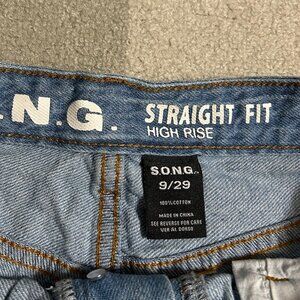 .N.G.
STRAIGHT FIT
HIGH RISE
S.O.N.G.
9/29
100% COTTON
MADE IN CHINA
SEE REVERSE FOR CARE
VER AL DORSO